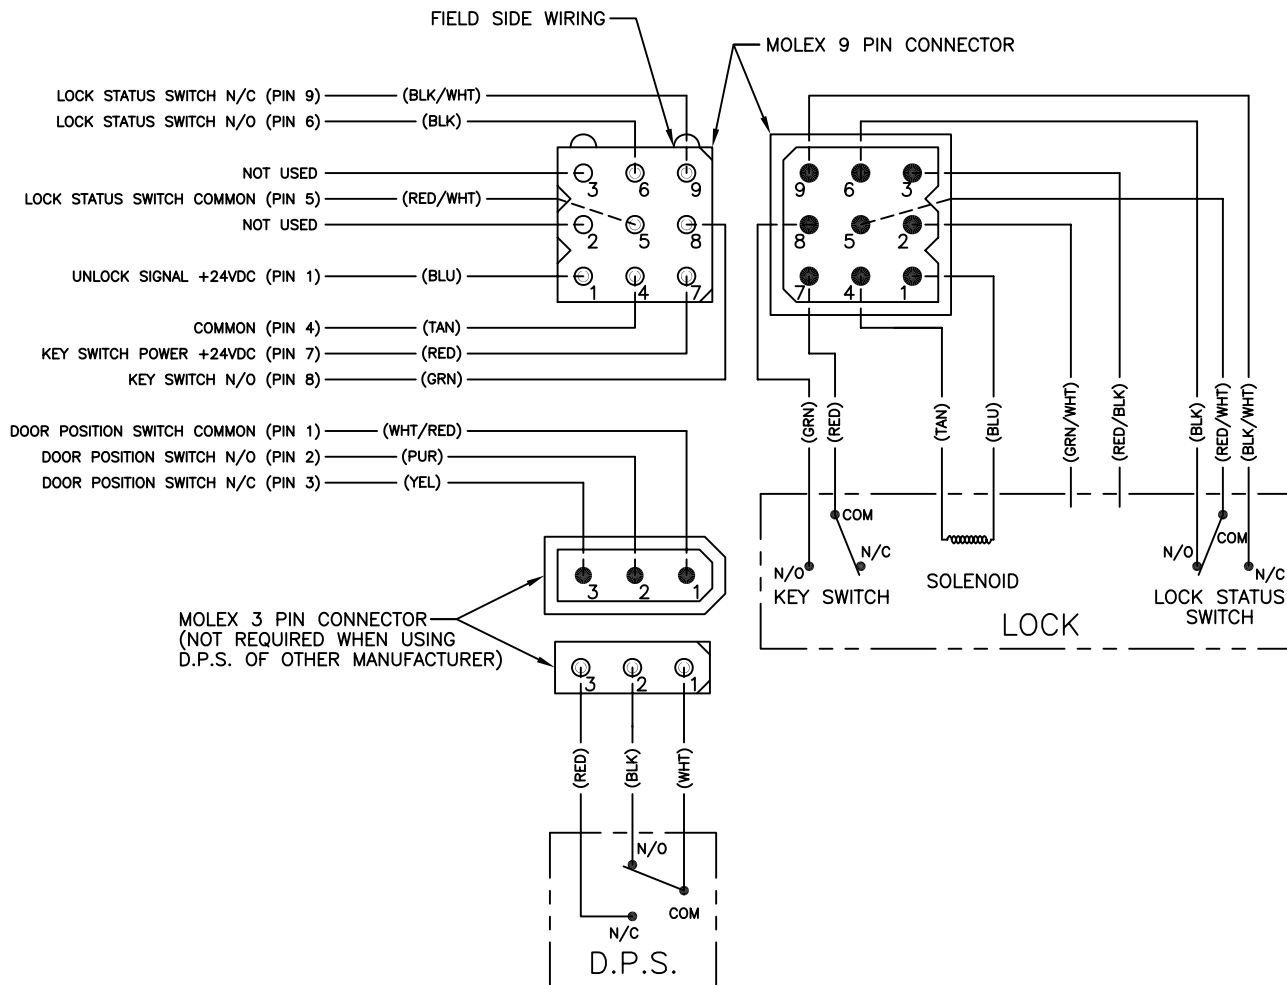 FIELD SIDE WIRING
MOLEX 9 PIN CONNECTOR
LOCK STATUS SWITCH N/C (PIN 9) (BLK/WHT)
LOCK STATUS SWITCH N/O (PIN 6) (BLK)
NOT USED
LOCK STATUS SWITCH COMMON (PIN 5) (RED/WHT)
NOT USED
UNLOCK SIGNAL +24VDC (PIN 1) (BLU)
COMMON (PIN 4) (TAN)
KEY SWITCH POWER +24VDC (PIN 7) (RED)
KEY SWITCH N/O (PIN 8) (GRN)
3 6 9
2 5 8
1 4 7
9 6 3
8 5 2
7 4 1
(GRN)
(RED)
(TAN)
(BLU)
(GRN/WHT)
(RED/BLK)
(BLK)
(RED/WHT)
(BLK/WHT)
DOOR POSITION SWITCH COMMON (PIN 1) (WHT/RED)
DOOR POSITION SWITCH N/O (PIN 2) (PUR)
DOOR POSITION SWITCH N/C (PIN 3) (YEL)
COM
N/O
N/C
KEY SWITCH
SOLENOID
COM
N/O
N/C
LOCK STATUS
SWITCH
LOCK
3 2 1
MOLEX 3 PIN CONNECTOR
(NOT REQUIRED WHEN USING
D.P.S. OF OTHER MANUFACTURER)
3 2 1
(RED)
(BLK)
(WHT)
N/O
COM
N/C
D.P.S.